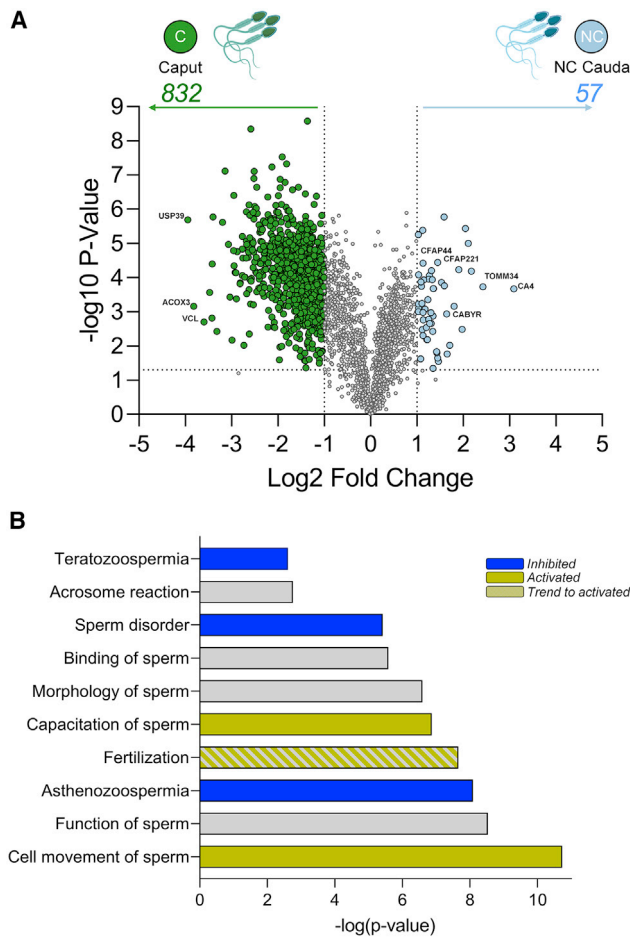 A
C
NC
Caput
NC Cauda
832
57
9
8
7
6
5
4
3
2
1
0
-log10 P-Value
USP39
ACOX3
VCL
CFAP44
CFAP221
TOMM34
CA4
CABYR
-5 -4 -3 -2 -1 0 1 2 3 4 5
Log2 Fold Change
B
Teratozoospermia
Acrosome reaction
Sperm disorder
Binding of sperm
Morphology of sperm
Capacitation of sperm
Fertilization
Asthenozoospermia
Function of sperm
Cell movement of sperm
Inhibited
Activated
Trend to activated
0 2 4 6 8 10
-log(p-value)